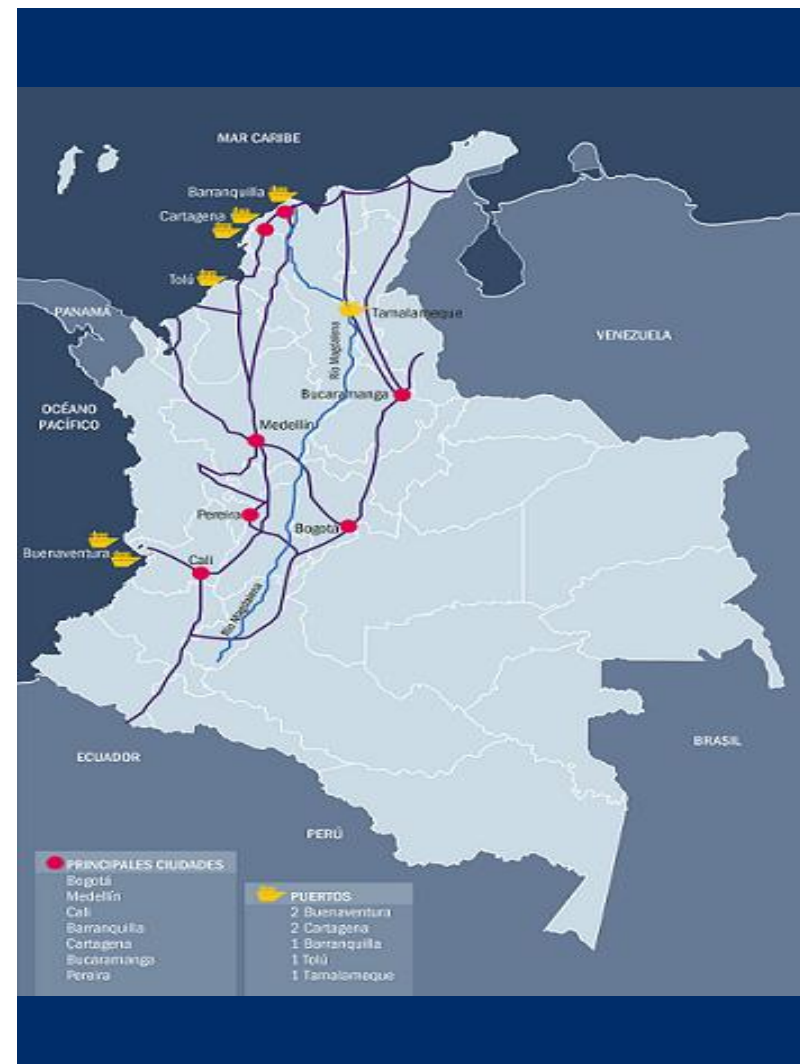 MAR CARIBE
Barranquilla
Cartagena
Tolú
PANAMÁ
Tamalameque
VENEZUELA
Río Magdalena
Bucaramanga
OCÉANO
PACÍFICO
Medellín
Pereira
Bogotá
Buenaventura
Cali
Río Magdalena
ECUADOR
BRASIL
PERÚ
PRINCIPALES CIUDADES
Bogotá
Medellín
Cali
Barranquilla
Cartagena
Bucaramanga
Pereira
PUERTOS
2 Buenaventura
2 Cartagena
1 Barranquilla
1 Tolú
1 Tamalameque